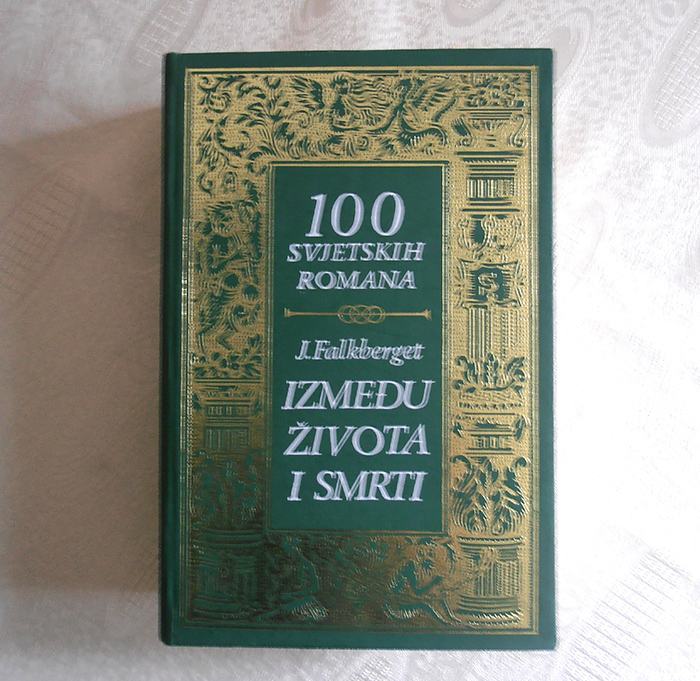 100
SVJETSKIH
ROMANA
J. Falkberget
IZMEĐU
ŽIVOTA
I SMRTI